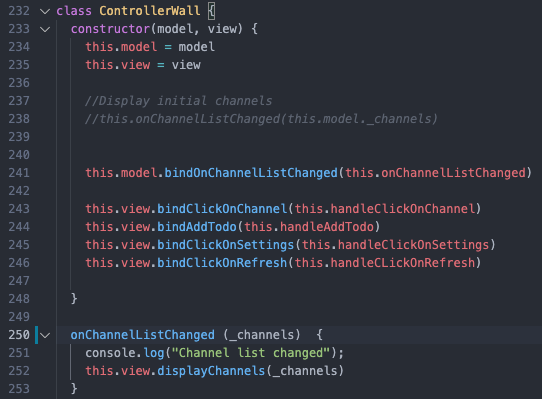 232 class ControllerWall {
233 constructor(model, view) {
234 this.model = model
235 this.view = view
236
237 //Display initial channels
238 //this.onChannelListChanged(this.model._channels)
239
240
241 this.model.bindOnChannelListChanged(this.onChannelListChanged)
242
243 this.view.bindClickOnChannel(this.handleClickOnChannel)
244 this.view.bindAddTodo(this.handleAddTodo)
245 this.view.bindClickOnSettings(this.handleClickOnSettings)
246 this.view.bindClickOnRefresh(this.handleCLickOnRefresh)
247
248 }
249
250 onChannelListChanged (_channels)  {
251 console.log("Channel list changed");
252 this.view.displayChannels(_channels)
253 }